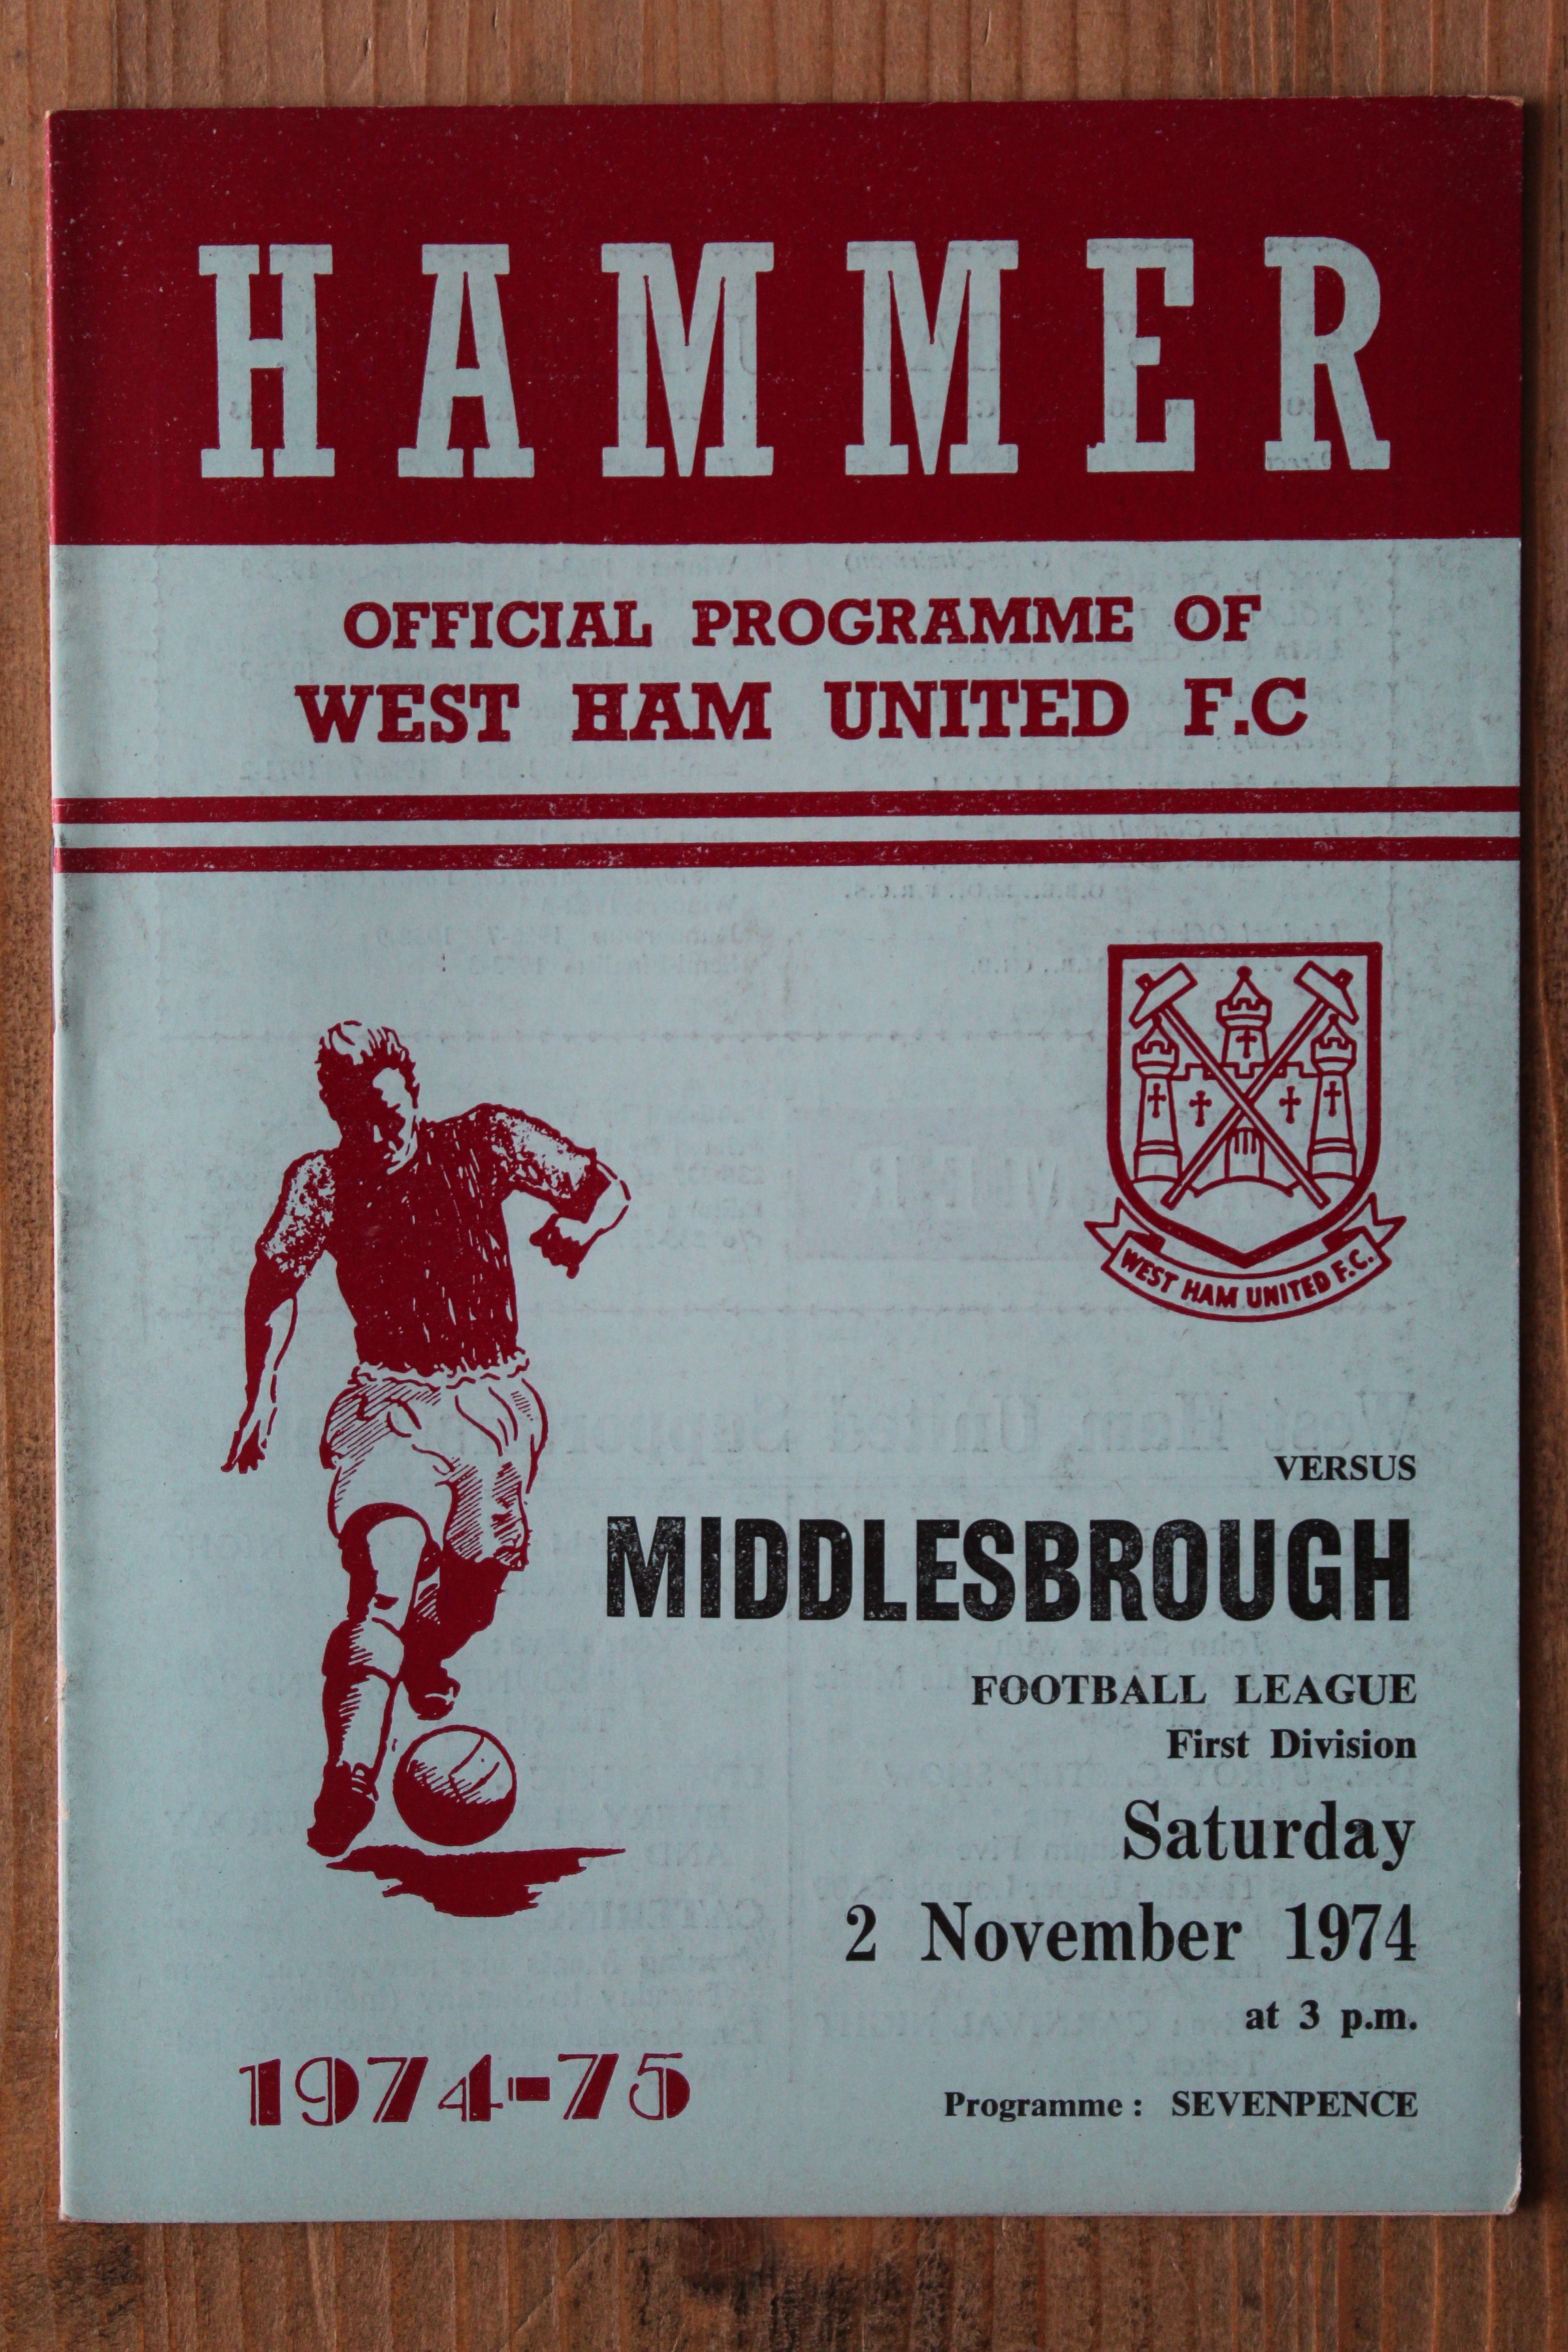 HAMMER
OFFICIAL PROGRAMME OF
WEST HAM UNITED F.C
WEST HAM UNITED F.C.
VERSUS
MIDDLESBROUGH
FOOTBALL LEAGUE
First Division
Saturday
2 November 1974
at 3 p.m.
1974-75
Programme : SEVENPENCE